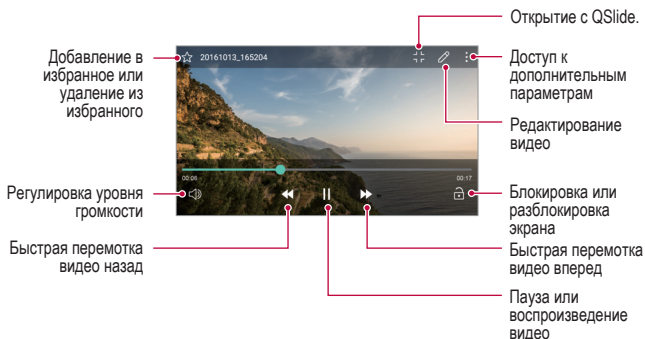 Открытие с QSlide.
Добавление в
избранное или
удаление из
избранного
20161013_165204
Доступ к
дополнительным
параметрам
Редактирование
видео
00:06
00:17
Регулировка уровня
громкости
Блокировка или
разблокировка
экрана
Быстрая перемотка
видео назад
Быстрая перемотка
видео вперед
Пауза или
воспроизведение
видео